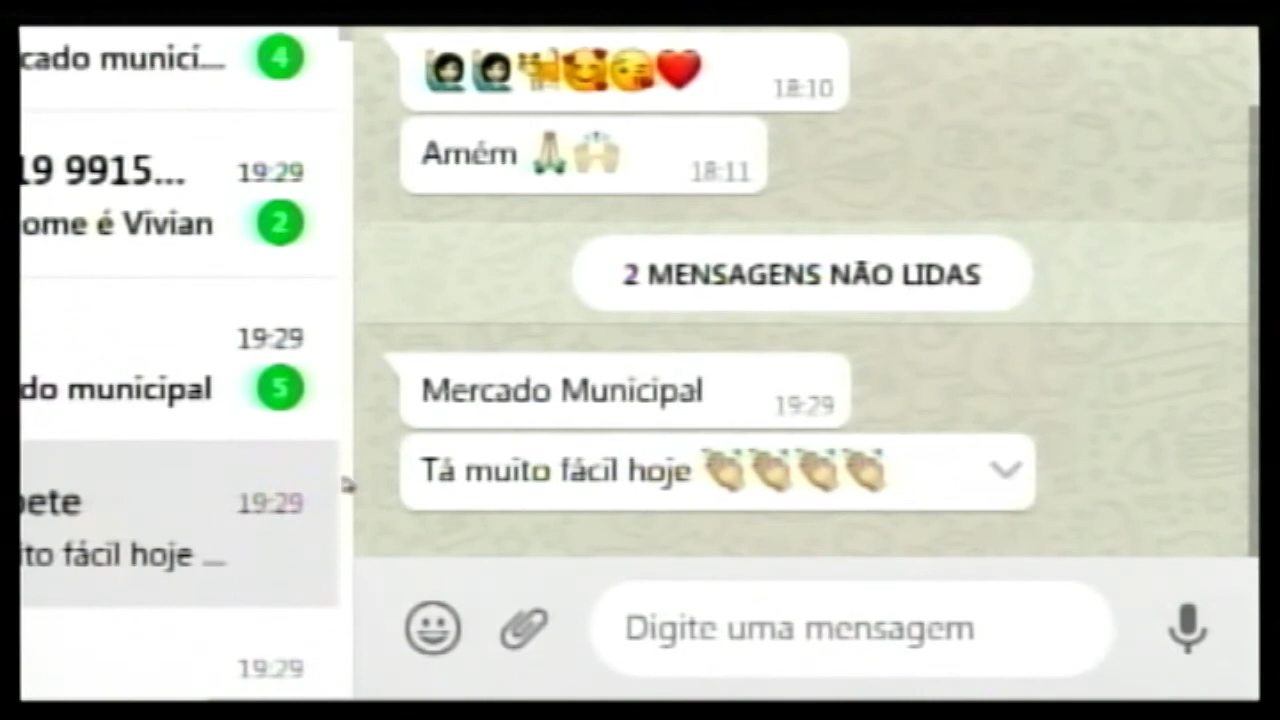 cado municí...
4
19 9915...
19:29
ome é Vivian
2
19:29
do municipal
5
pete
19:29
ito fácil hoje ...
19:29
18:10
Amém
18:11
2 MENSAGENS NÃO LIDAS
Mercado Municipal
19:29
Tá muito fácil hoje
Digite uma mensagem